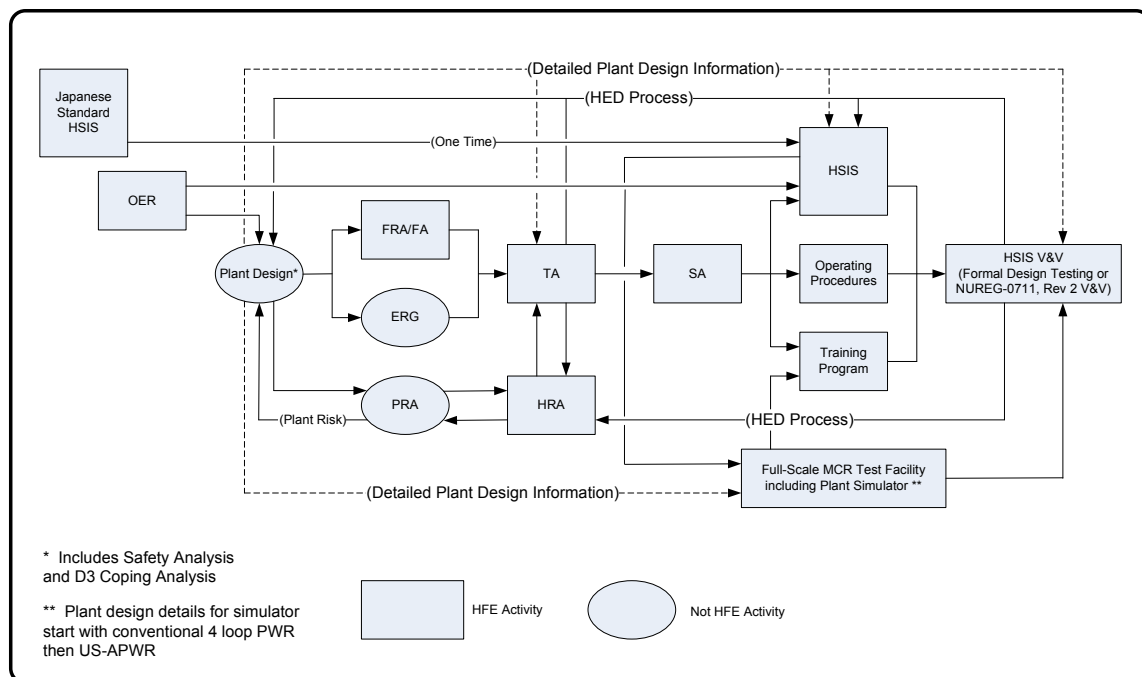 (Detailed Plant Design Information)
Japanese
Standard
HSIS
(HED Process)
(One Time)
HSIS
OER
FRA/FA
Plant Design*
TA
SA
Operating
Procedures
HSIS V&V
(Formal Design Testing or
NUREG-0711, Rev 2 V&V)
ERG
Training
Program
PRA
HRA
(Plant Risk)
(HED Process)
Full-Scale MCR Test Facility
including Plant Simulator **
(Detailed Plant Design Information)
* Includes Safety Analysis
and D3 Coping Analysis
** Plant design details for simulator
start with conventional 4 loop PWR
then US-APWR
HFE Activity
Not HFE Activity